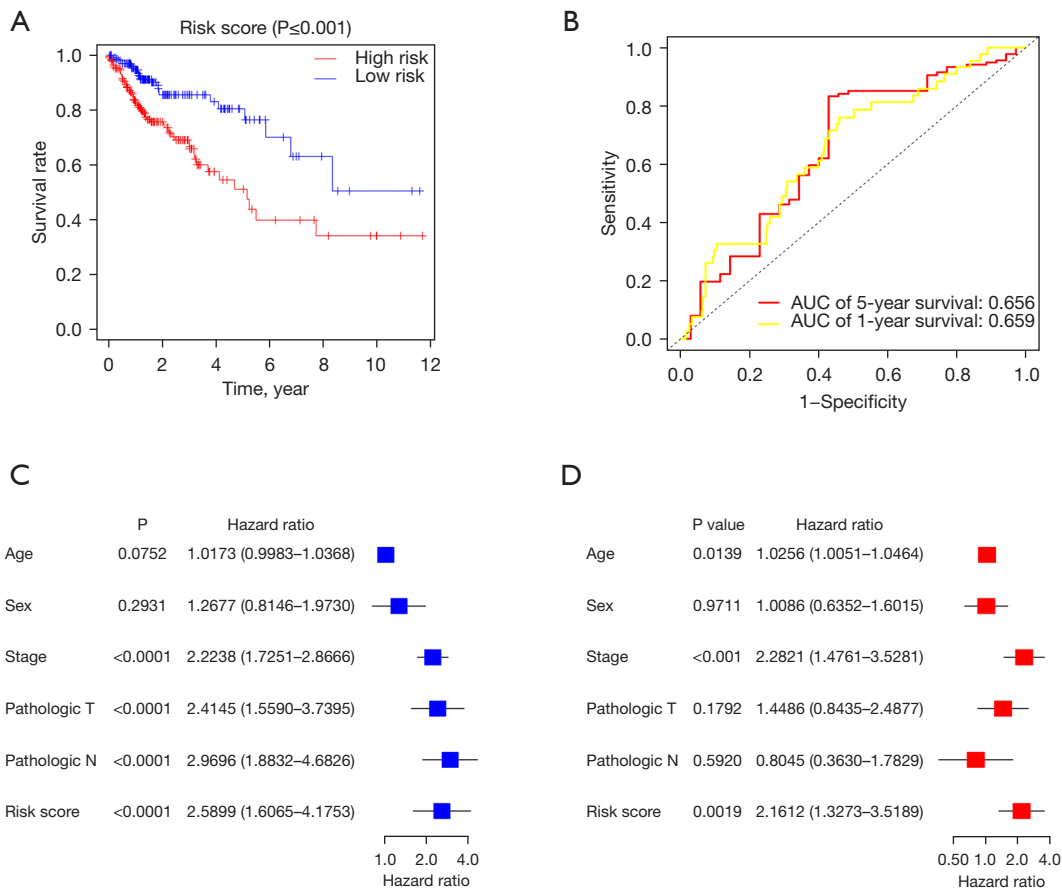 A
Risk score (P≤0.001)
High risk
Low risk
1.0
0.8
0.6
0.4
0.2
0.0
Survival rate
0 2 4 6 8 10 12
Time, year
B
1.0
0.8
0.6
0.4
0.2
0.0
Sensitivity
AUC of 5-year survival: 0.656
AUC of 1-year survival: 0.659
0.0 0.2 0.4 0.6 0.8 1.0
1–Specificity
C
P Hazard ratio
Age 0.0752 1.0173 (0.9983–1.0368)
Sex 0.2931 1.2677 (0.8146–1.9730)
Stage <0.0001 2.2238 (1.7251–2.8666)
Pathologic T <0.0001 2.4145 (1.5590–3.7395)
Pathologic N <0.0001 2.9696 (1.8832–4.6826)
Risk score <0.0001 2.5899 (1.6065–4.1753)
1.0 2.0 4.0
Hazard ratio
D
P value Hazard ratio
Age 0.0139 1.0256 (1.0051–1.0464)
Sex 0.9711 1.0086 (0.6352–1.6015)
Stage <0.001 2.2821 (1.4761–3.5281)
Pathologic T 0.1792 1.4486 (0.8435–2.4877)
Pathologic N 0.5920 0.8045 (0.3630–1.7829)
Risk score 0.0019 2.1612 (1.3273–3.5189)
0.50 1.0 2.0 4.0
Hazard ratio